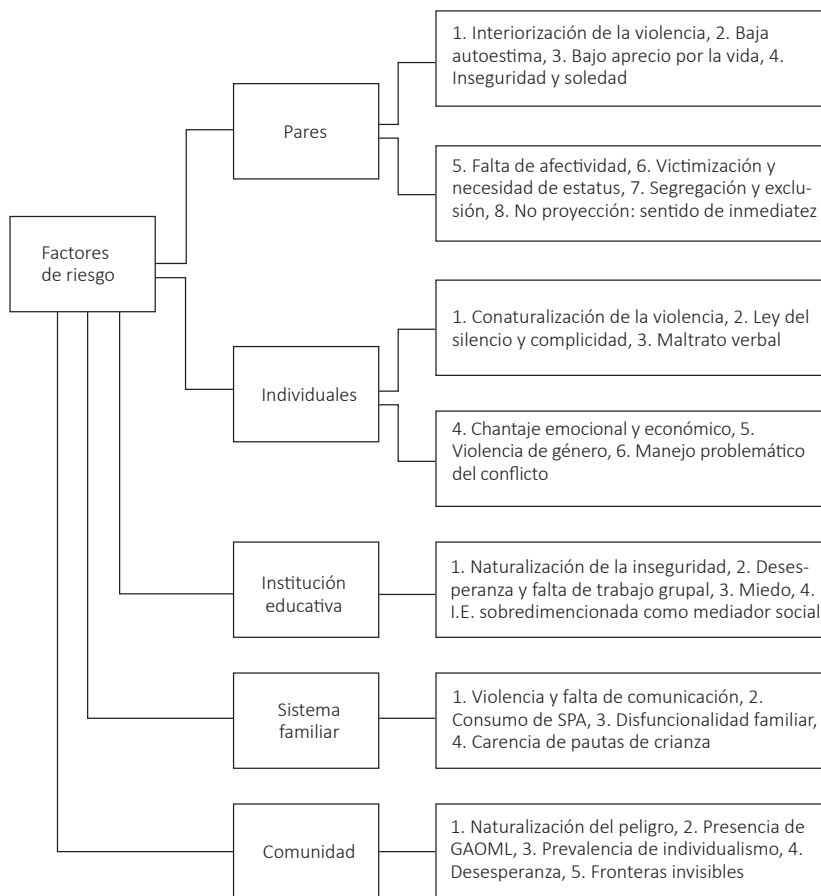 Factores
de riesgo
Pares
1. Interiorización de la violencia, 2. Baja
autoestima, 3. Bajo aprecio por la vida, 4.
Inseguridad y soledad
5. Falta de afectividad, 6. Victimización y
necesidad de estatus, 7. Segregación y exclu-
sión, 8. No proyección: sentido de inmediatez
Individuales
1. Conaturalización de la violencia, 2. Ley del
silencio y complicidad, 3. Maltrato verbal
4. Chantaje emocional y económico, 5.
Violencia de género, 6. Manejo problemático
del conflicto
Institución
educativa
1. Naturalización de la inseguridad, 2. Deses-
peranza y falta de trabajo grupal, 3. Miedo, 4.
I.E. sobredimencionada como mediador social
Sistema
familiar
1. Violencia y falta de comunicación, 2.
Consumo de SPA, 3. Disfuncionalidad familiar,
4. Carencia de pautas de crianza
Comunidad
1. Naturalización del peligro, 2. Presencia de
GAOML, 3. Prevalencia de individualismo, 4.
Desesperanza, 5. Fronteras invisibles